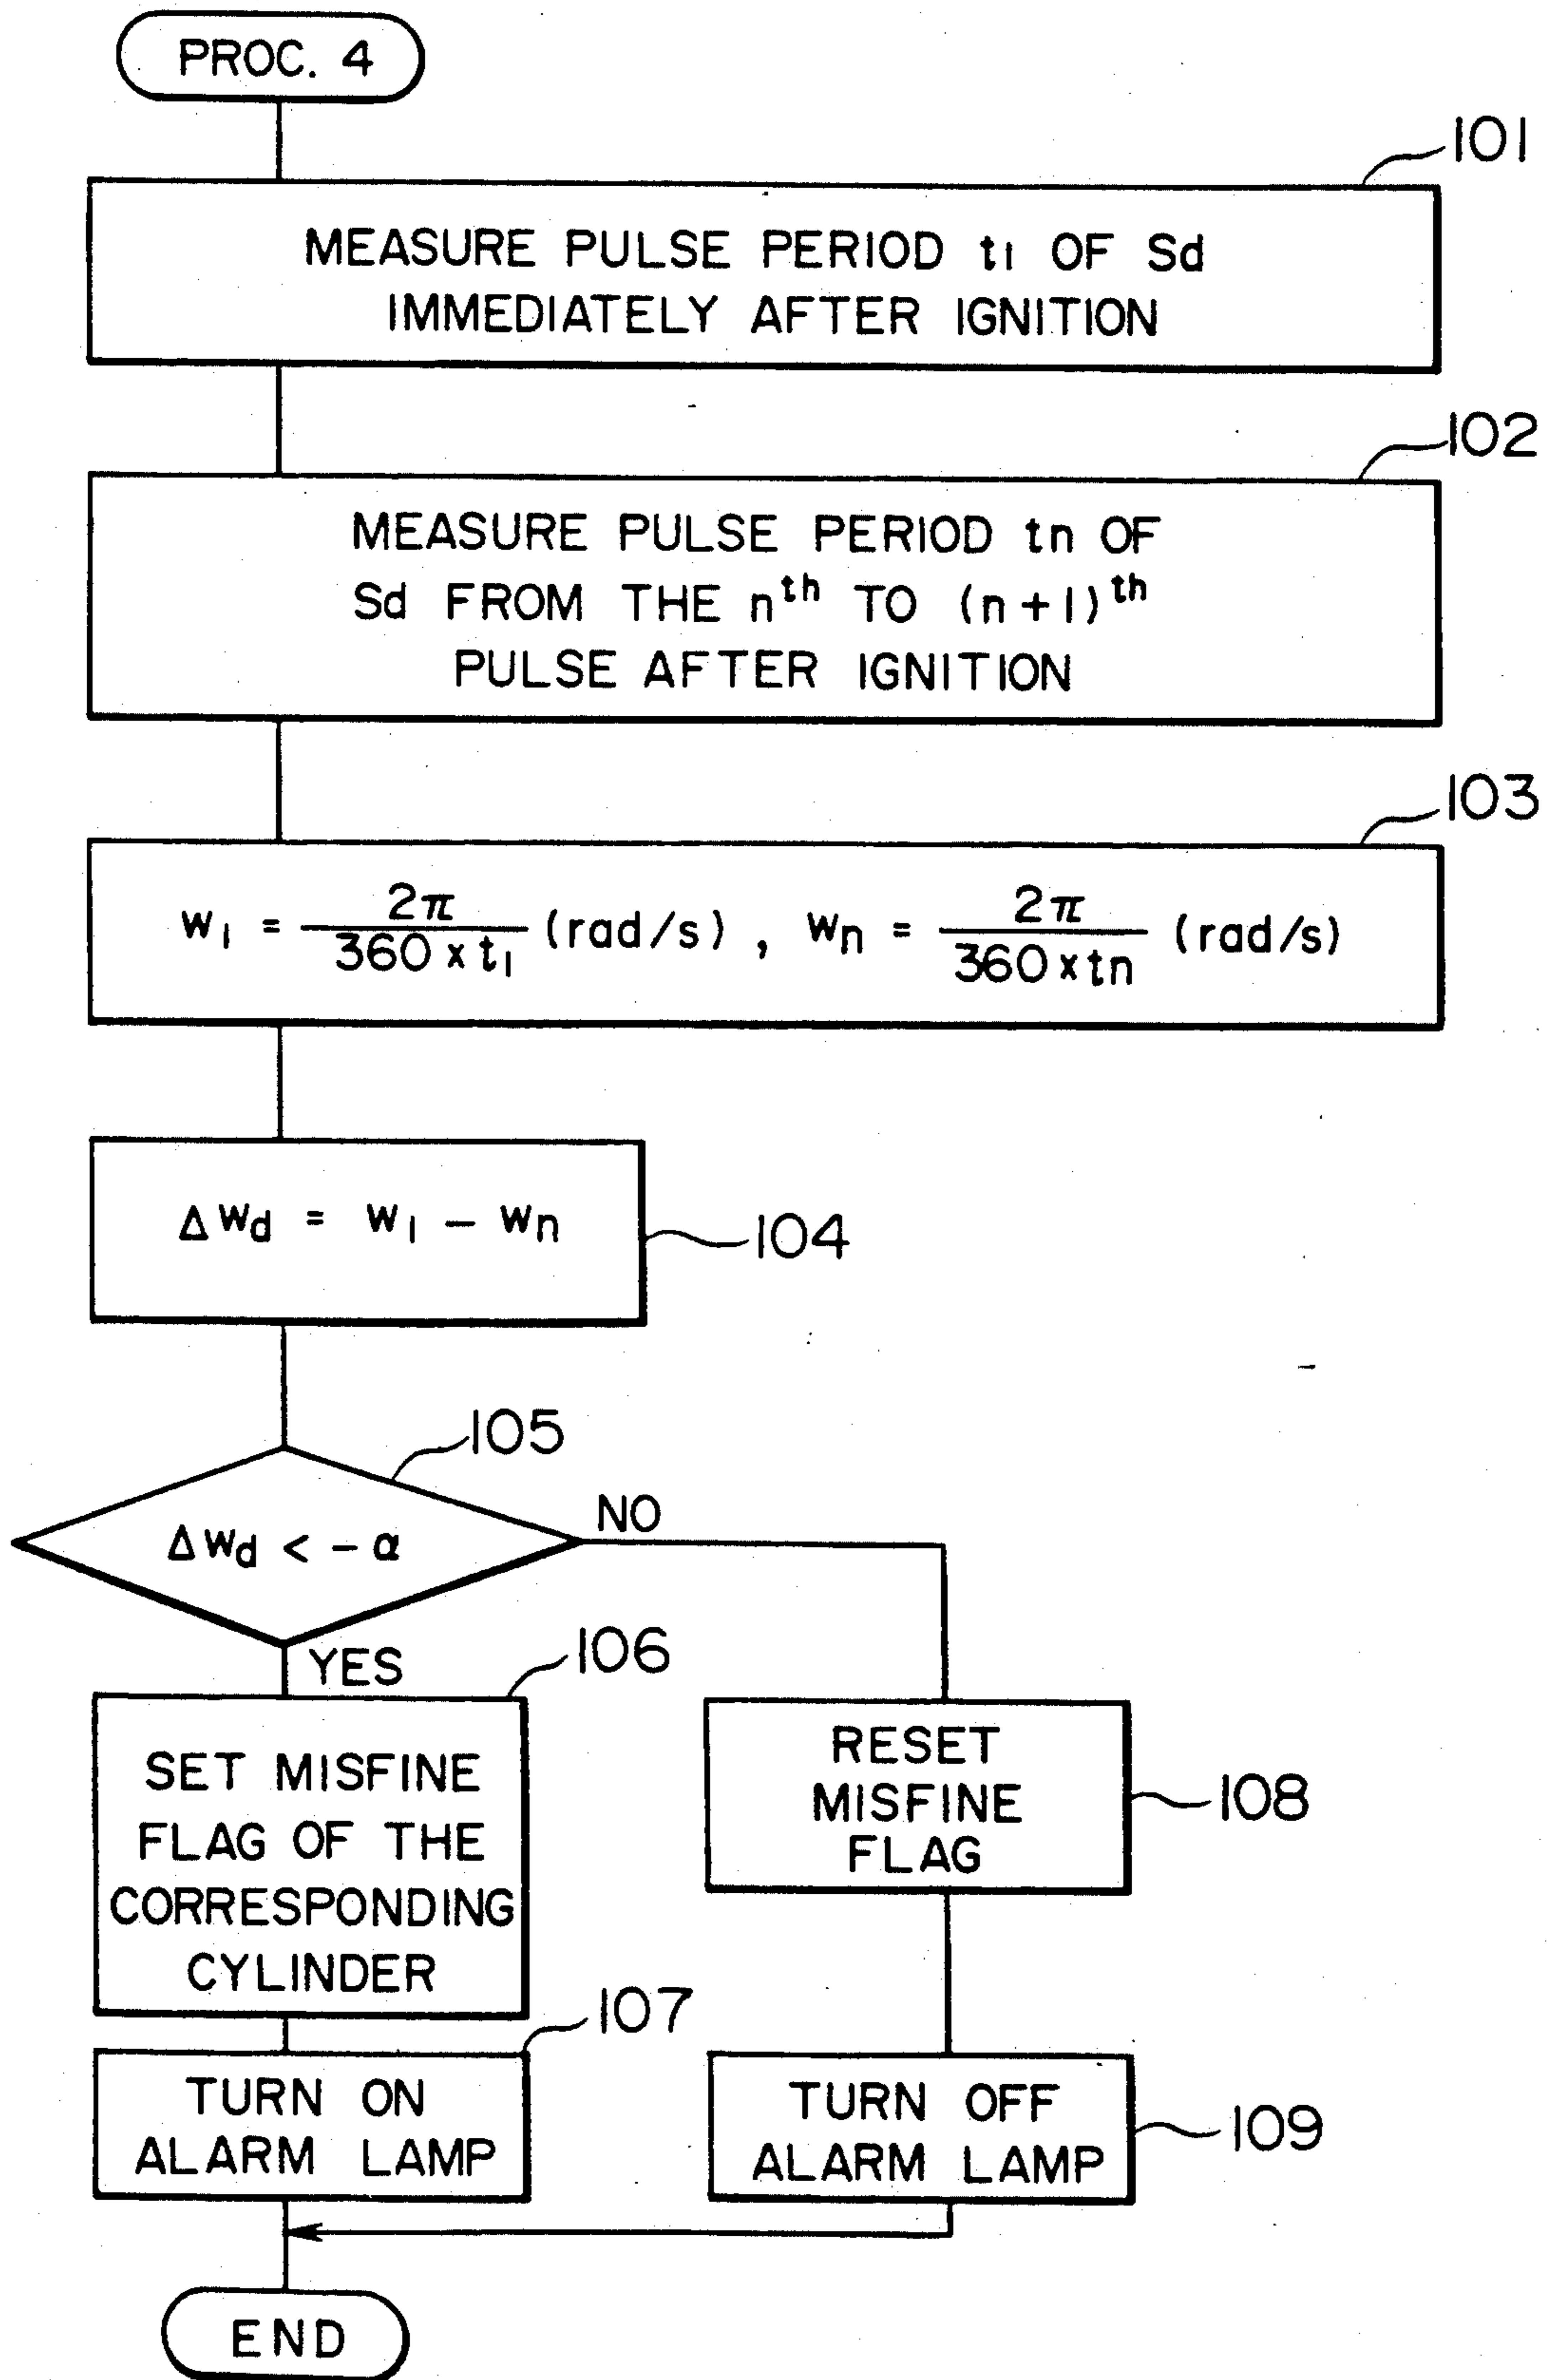 PROC. 4
101
MEASURE PULSE PERIOD t₁ OF Sd
IMMEDIATELY AFTER IGNITION
102
MEASURE PULSE PERIOD tn OF
Sd FROM THE nᵗʰ TO (n+1)ᵗʰ
PULSE AFTER IGNITION
103
w₁ = 2π / 360 x t₁ (rad/s), wn = 2π / 360 x tn (rad/s)
Δwd = w₁ - wn
104
105
Δwd < - α
NO
YES
106
SET MISFINE
FLAG OF THE
CORRESPONDING
CYLINDER
RESET
MISFINE
FLAG
108
107
TURN ON
ALARM LAMP
TURN OFF
ALARM LAMP
109
END